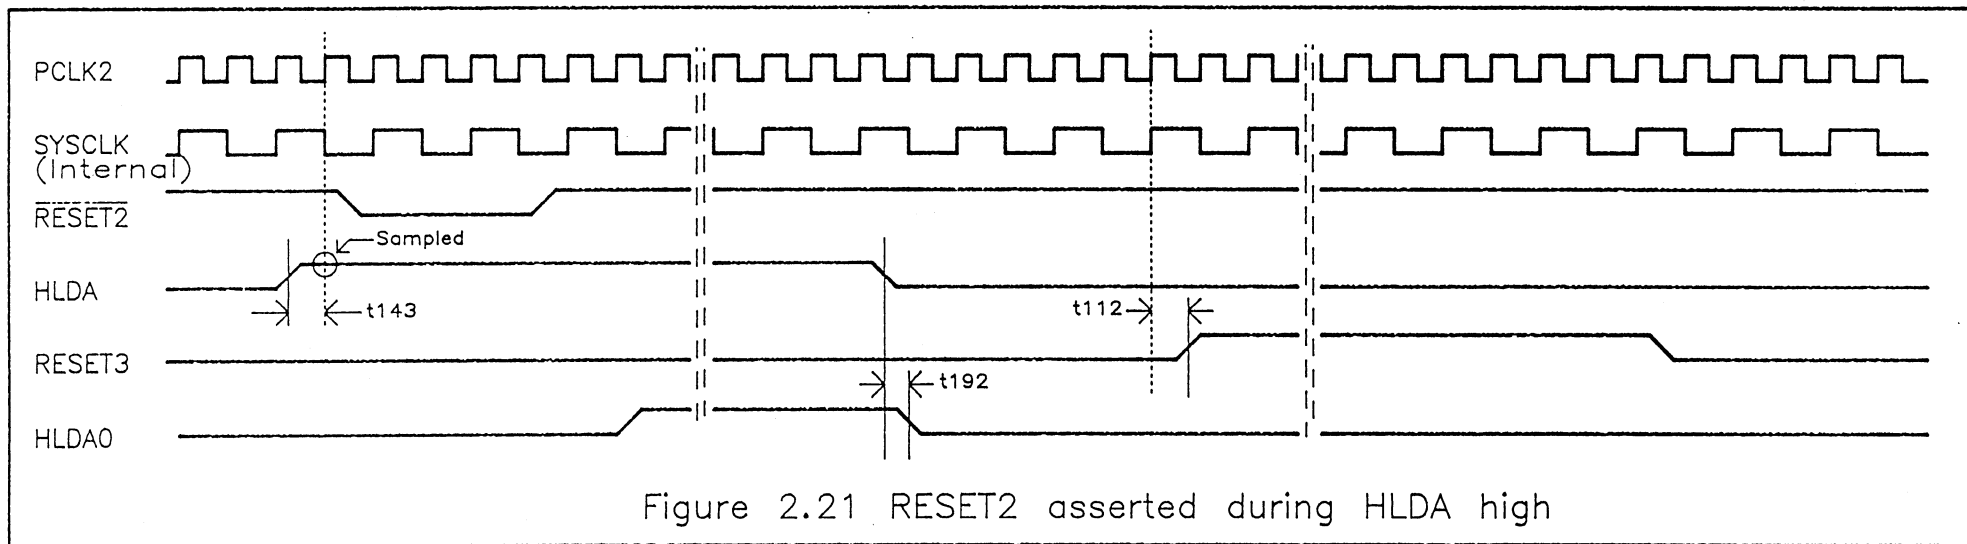 PCLK2
SYSCLK
(Internal)
RESET2
Sampled
HLDA
t143
t112
RESET3
t192
HLDA0
Figure 2.21 RESET2 asserted during HLDA high